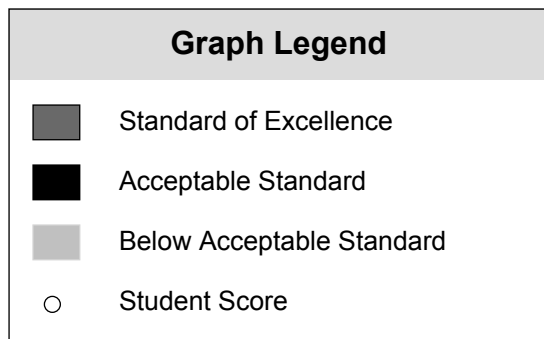 Graph Legend
Standard of Excellence
Acceptable Standard
Below Acceptable Standard
Student Score